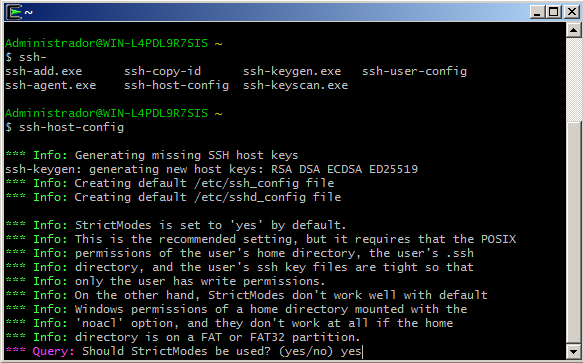 ~
Administrador@WIN-L4PDL9R7SIS ~
$ ssh-
ssh-add.exe ssh-copy-id ssh-keygen.exe ssh-user-config
ssh-agent.exe ssh-host-config ssh-keyscan.exe
Administrador@WIN-L4PDL9R7SIS ~
$ ssh-host-config
*** Info: Generating missing SSH host keys
ssh-keygen: generating new host keys: RSA DSA ECDSA ED25519
*** Info: Creating default /etc/ssh_config file
*** Info: Creating default /etc/sshd_config file
*** Info: StrictModes is set to 'yes' by default.
*** Info: This is the recommended setting, but it requires that the POSIX
*** Info: permissions of the user's home directory, the user's .ssh
*** Info: directory, and the user's ssh key files are tight so that
*** Info: only the user has write permissions.
*** Info: On the other hand, StrictModes don't work well with default
*** Info: Windows permissions of a home directory mounted with the
*** Info: 'noacl' option, and they don't work at all if the home
*** Info: directory is on a FAT or FAT32 partition.
*** Query: Should StrictModes be used? (yes/no) yes